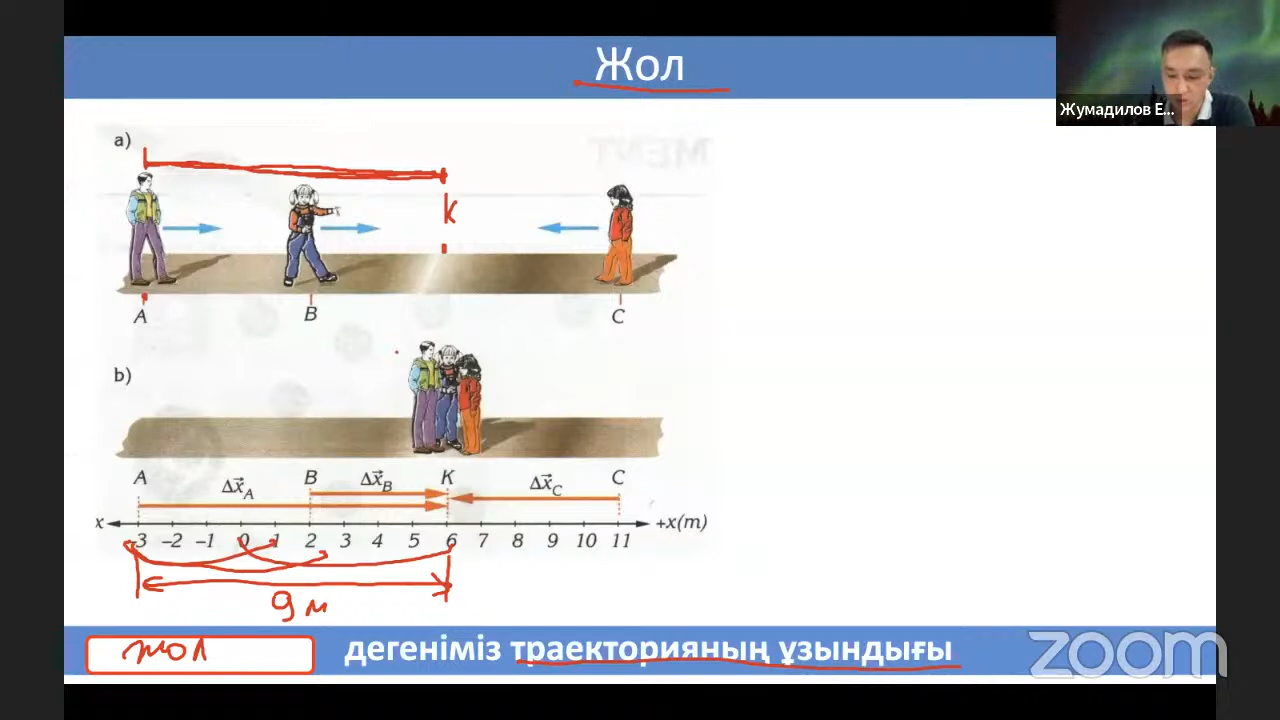 Жол
Жумадилов Е...
a)
К
A B C
b)
A Δx⃗A B Δx⃗B K Δx⃗C C
x -3 -2 -1 0 1 2 3 4 5 6 7 8 9 10 11 +x(m)
9 м
жол дегеніміз траекторияның ұзындығы
zoom